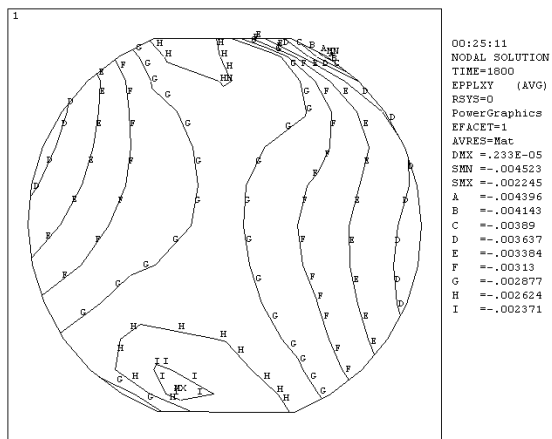 1
00:25:11
NODAL SOLUTION
TIME=1800
EPPLXY (AVG)
RSYS=0
PowerGraphics
EFACET=1
AVRES=Mat
DMX =.233E-05
SMN =-.004523
SMX =-.002245
A =-.004396
B =-.004143
C =-.00389
D =-.003637
E =-.003384
F =-.00313
G =-.002877
H =-.002624
I =-.002371